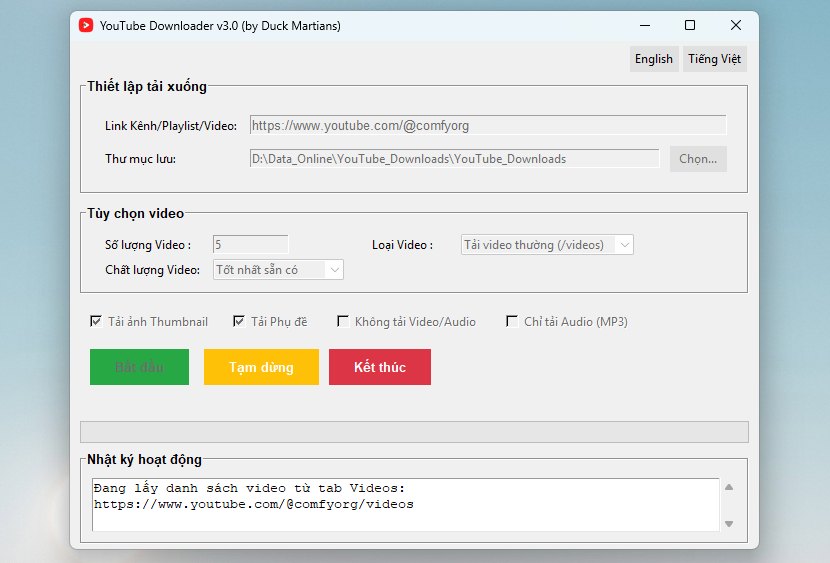 YouTube Downloader v3.0 (by Duck Martians)
English Tiếng Việt
Thiết lập tải xuống
Link Kênh/Playlist/Video: https://www.youtube.com/@comfyorg
Thư mục lưu: D:\Data_Online\YouTube_Downloads\YouTube_Downloads Chọn...
Tùy chọn video
Số lượng Video : 5 Loại Video : Tải video thường (/videos)
Chất lượng Video: Tốt nhất sẵn có
Tải ảnh Thumbnail Tải Phụ đề Không tải Video/Audio Chỉ tải Audio (MP3)
Bắt đầu Tạm dừng Kết thúc
Nhật ký hoạt động
Đang lấy danh sách video từ tab Videos:
https://www.youtube.com/@comfyorg/videos